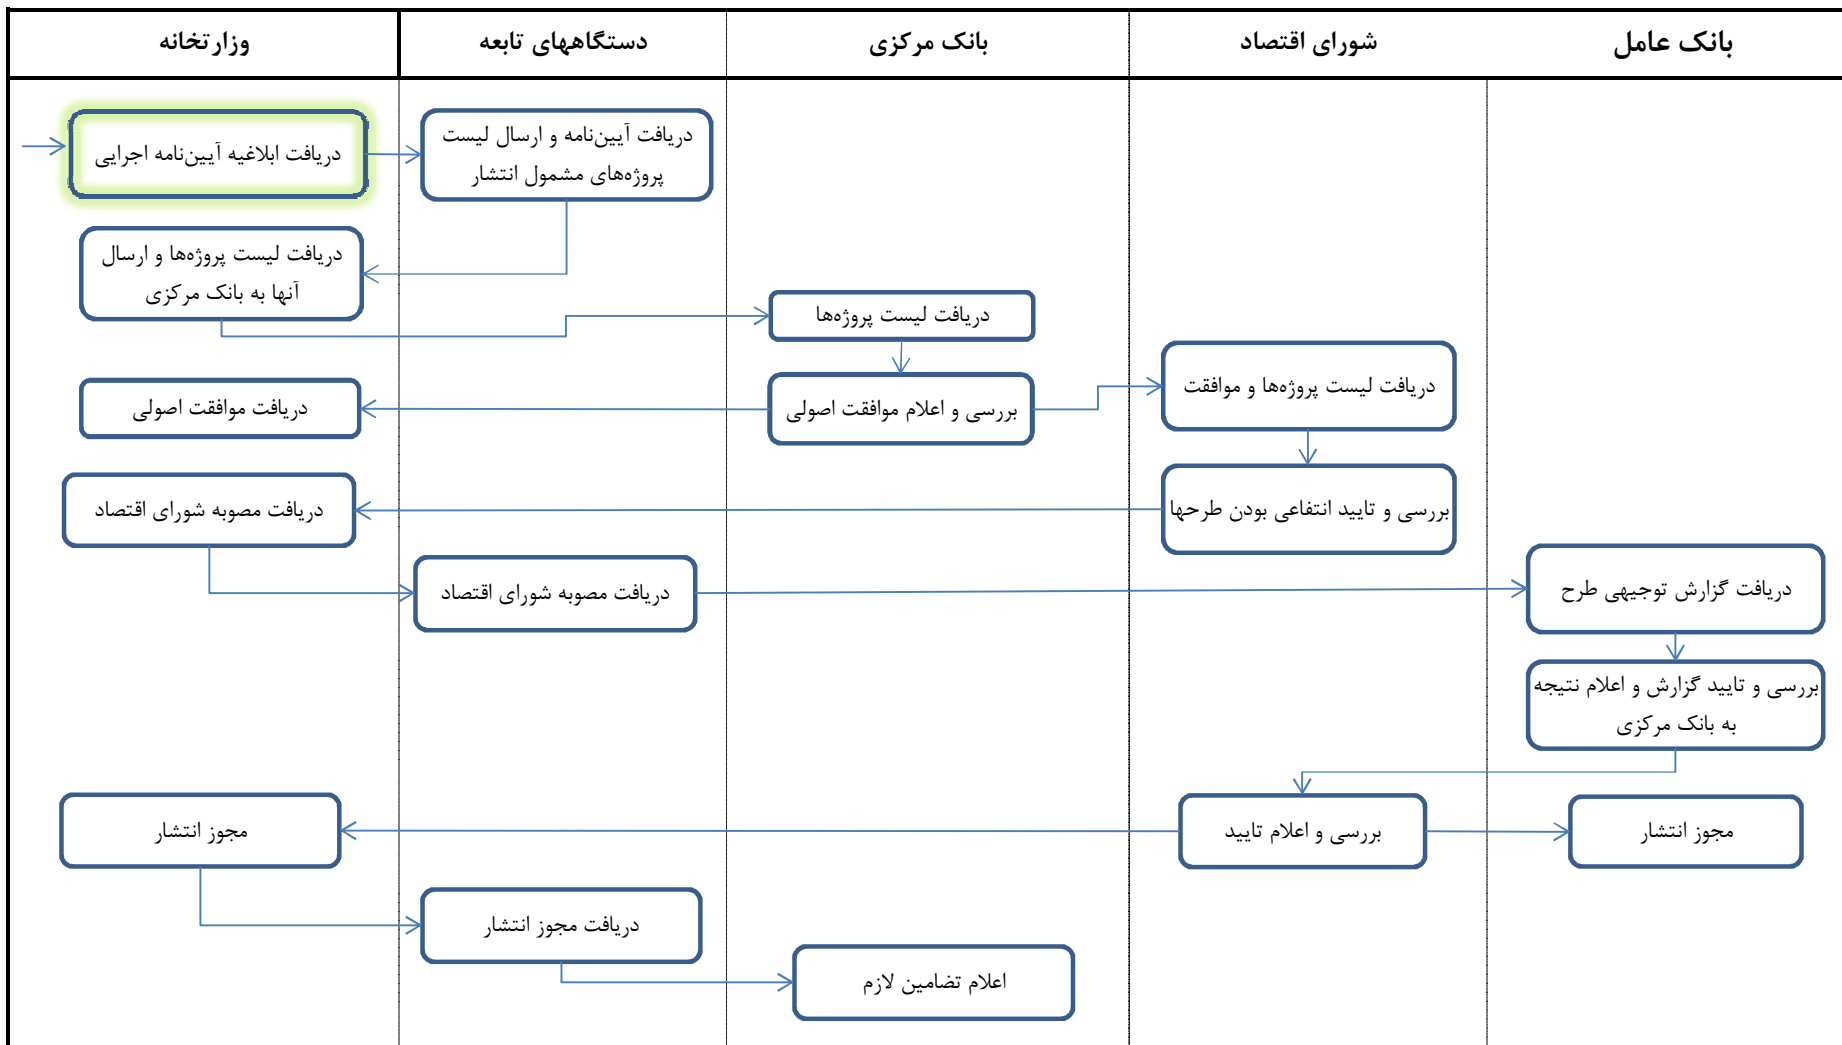 بانک عامل
شورای اقتصاد
بانک مرکزی
دستگاههای تابعه
وزارتخانه
دریافت ابلاغیه آیین‌نامه اجرایی
دریافت آیین‌نامه و ارسال لیست
پروژه‌های مشمول انتشار
دریافت لیست پروژه‌ها و ارسال
آنها به بانک مرکزی
دریافت لیست پروژه‌ها
بررسی و اعلام موافقت اصولی
دریافت لیست پروژه‌ها و موافقت
دریافت موافقت اصولی
بررسی و تایید انتفاعی بودن طرحها
دریافت مصوبه شورای اقتصاد
دریافت مصوبه شورای اقتصاد
دریافت گزارش توجیهی طرح
بررسی و تایید گزارش و اعلام نتیجه
به بانک مرکزی
بررسی و اعلام تایید
مجوز انتشار
مجوز انتشار
دریافت مجوز انتشار
اعلام تضامین لازم